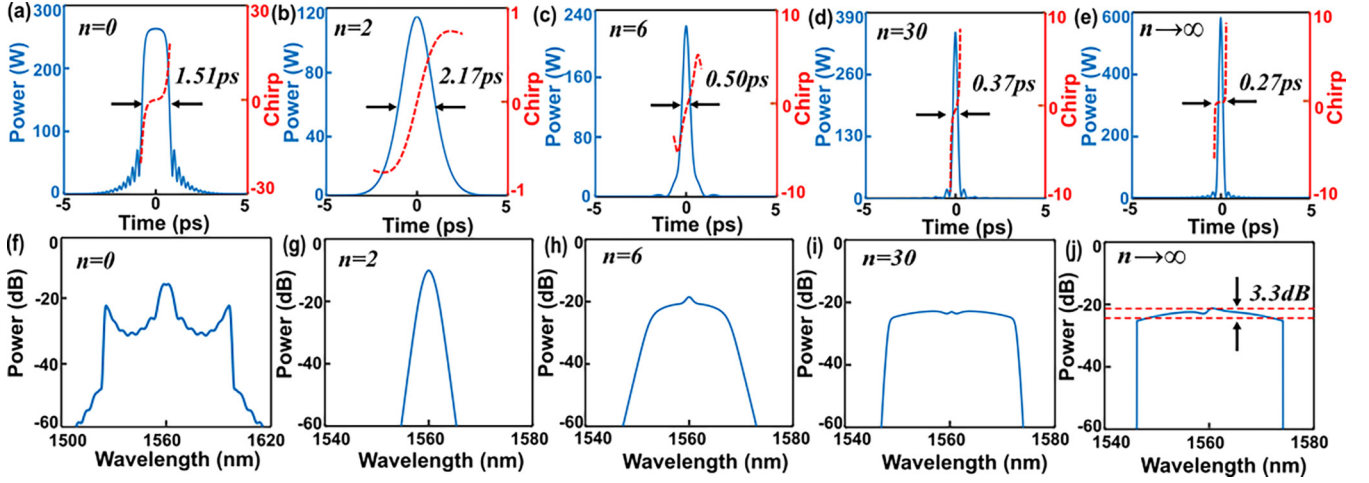 (a)
n=0
1.51ps
Power (W)
300
200
100
0
Chirp
30
0
-30
-5
0
5
Time (ps)
(b)
n=2
2.17ps
Power (W)
120
80
40
0
Chirp
1
0
-1
-5
0
5
Time (ps)
(c)
n=6
0.50ps
Power (W)
240
160
80
0
Chirp
10
0
-10
-5
0
5
Time (ps)
(d)
n=30
0.37ps
Power (W)
390
260
130
0
Chirp
10
0
-10
-5
0
5
Time (ps)
(e)
n→∞
0.27ps
Power (W)
600
400
200
0
Chirp
10
0
-10
-5
0
5
Time (ps)
(f)
n=0
Power (dB)
0
-20
-40
-60
1500
1560
1620
Wavelength (nm)
(g)
n=2
Power (dB)
0
-20
-40
-60
1540
1560
1580
Wavelength (nm)
(h)
n=6
Power (dB)
0
-20
-40
-60
1540
1560
1580
Wavelength (nm)
(i)
n=30
Power (dB)
0
-20
-40
-60
1540
1560
1580
Wavelength (nm)
(j)
n→∞
3.3dB
Power (dB)
0
-20
-40
-60
1540
1560
1580
Wavelength (nm)